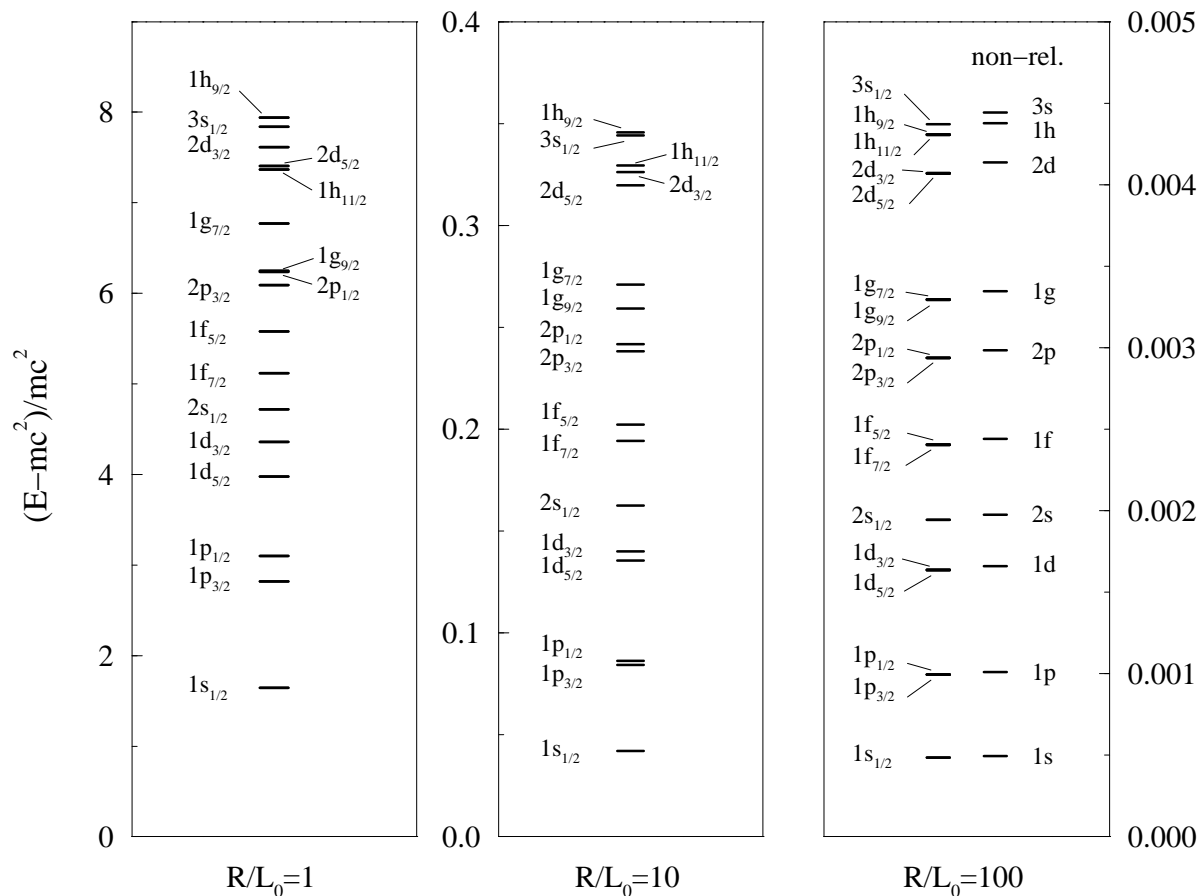 (E−mc²)/mc²
8
6
4
2
0
1h9/2
3s1/2
2d3/2
2d5/2
1h11/2
1g7/2
1g9/2
2p1/2
2p3/2
1f5/2
1f7/2
2s1/2
1d3/2
1d5/2
1p1/2
1p3/2
1s1/2
R/L0=1
0.4
0.3
0.2
0.1
0.0
1h9/2
3s1/2
1h11/2
2d3/2
2d5/2
1g7/2
1g9/2
2p1/2
2p3/2
1f5/2
1f7/2
2s1/2
1d3/2
1d5/2
1p1/2
1p3/2
1s1/2
R/L0=10
non−rel.
3s1/2 3s
1h9/2 1h
1h11/2
2d3/2 2d
2d5/2
1g7/2 1g
1g9/2
2p1/2 2p
2p3/2
1f5/2 1f
1f7/2
2s1/2 2s
1d3/2 1d
1d5/2
1p1/2 1p
1p3/2
1s1/2 1s
R/L0=100
0.005
0.004
0.003
0.002
0.001
0.000